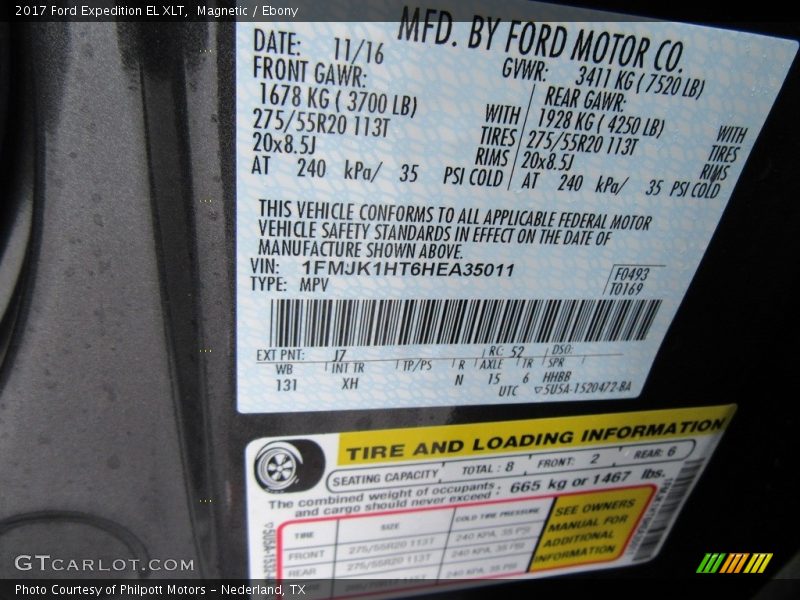 2017 Ford Expedition EL XLT,  Magnetic / Ebony
MFD. BY FORD MOTOR CO.
DATE: 11/16
GVWR: 3411 KG ( 7520 LB)
FRONT GAWR:
REAR GAWR:
1678 KG ( 3700 LB) WITH
1928 KG ( 4250 LB) WITH
275/55R20 113T TIRES
275/55R20 113T TIRES
20x8.5J RIMS
20x8.5J RIMS
AT 240 kPa/ 35 PSI COLD
AT 240 kPa/ 35 PSI COLD
THIS VEHICLE CONFORMS TO ALL APPLICABLE FEDERAL MOTOR
VEHICLE SAFETY STANDARDS IN EFFECT ON THE DATE OF
MANUFACTURE SHOWN ABOVE.
VIN: 1FMJK1HT6HEA35011
TYPE: MPV
F0493
T0169
EXT PNT: J7 RC: 52 DSO:
WB INT TR TP/PS R AXLE TR SPR
131 XH N 15 6 HHBB
UTC ▽5U5A-1520472-BA
TIRE AND LOADING INFORMATION
SEATING CAPACITY TOTAL : 8 FRONT: 2 REAR: 6
The combined weight of occupants : 665 kg or 1467 lbs.
and cargo should never exceed
TIRE SIZE COLD TIRE PRESSURE
FRONT 275/55R20 113T 240 KPA, 35 PSI
REAR 275/55R20 113T 240 KPA, 35 PSI
240 KPA, 35 PSI
SEE OWNERS
MANUAL FOR
ADDITIONAL
INFORMATION
GTCARLOT.COM
Photo Courtesy of Philpott Motors - Nederland, TX